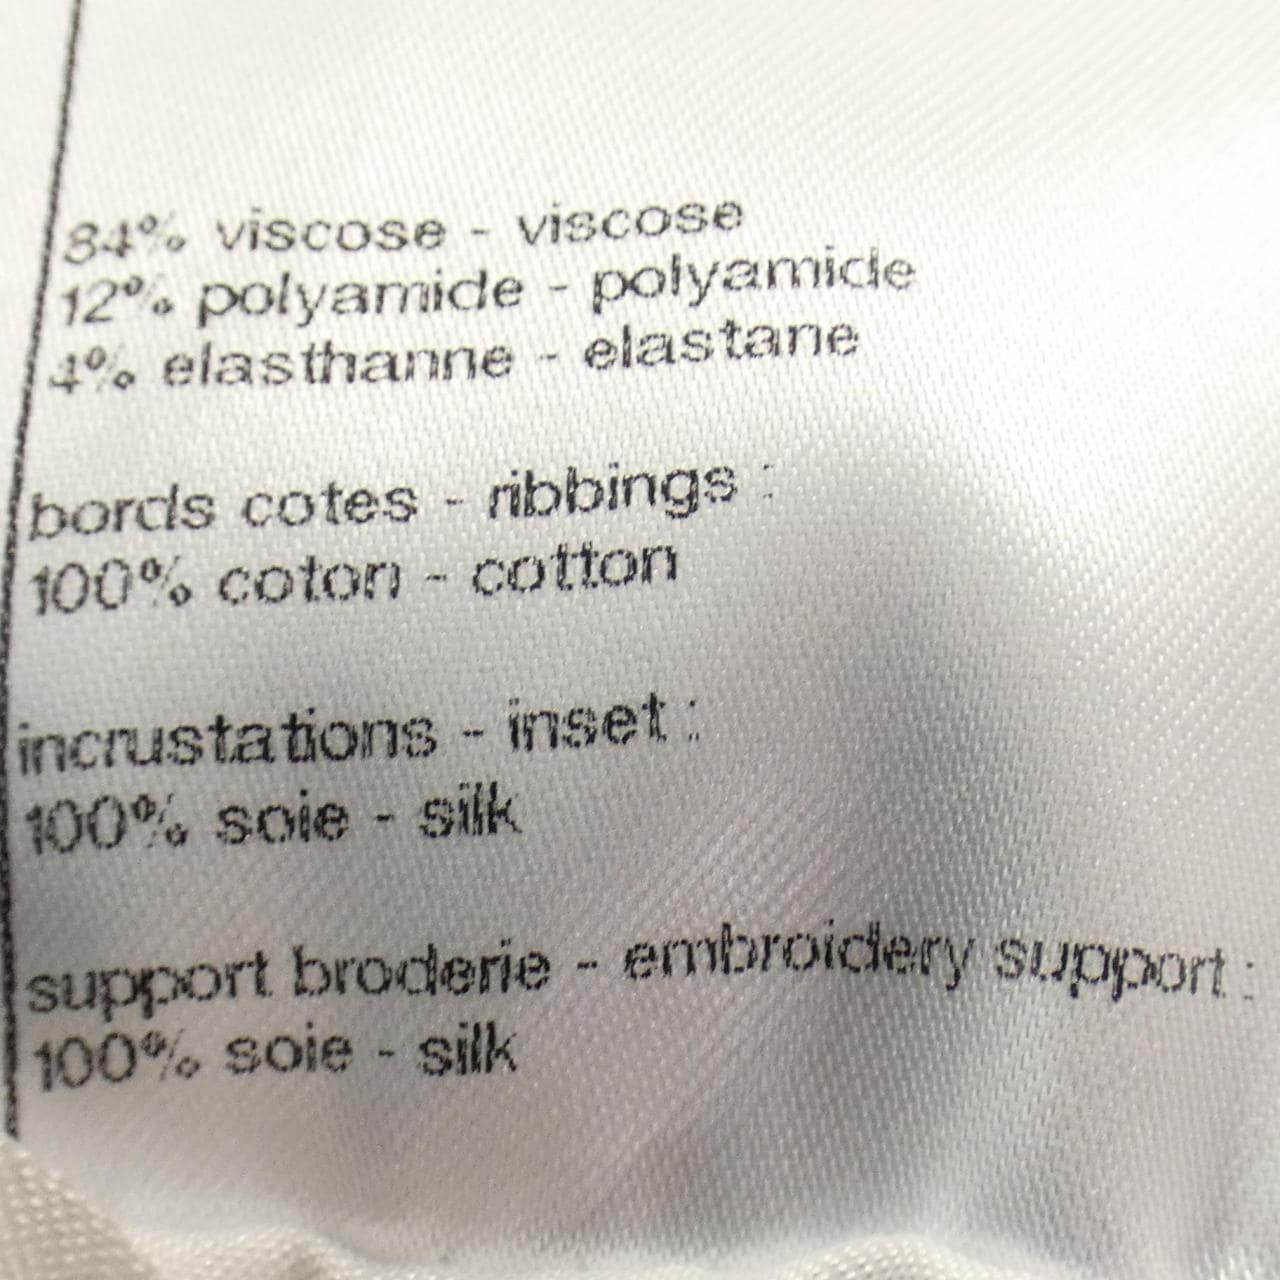 84% viscose - viscose
12% polyamide - polyamide
4% elasthanne - elastane
bords cotes - ribbings :
100% coton - cotton
incrustations - inset :
100% soie - silk
support broderie - embroidery support :
100% soie - silk